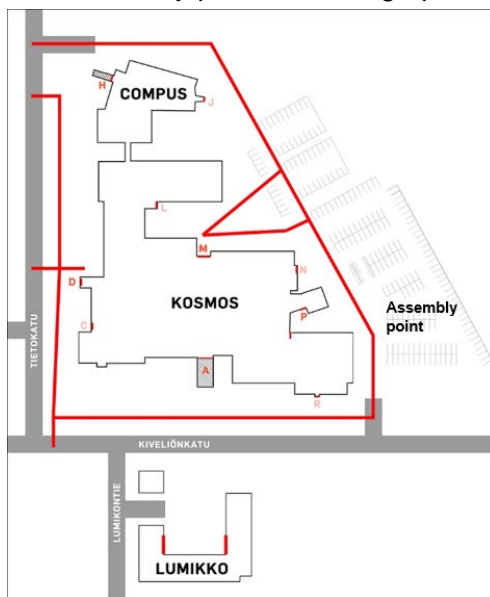 H
COMPUS
J
L
M
N
D
KOSMOS
P
Assembly
point
C
TIETOKATU
A
R
KIVELIÖNKATU
LUMIKONTIE
LUMIKKO